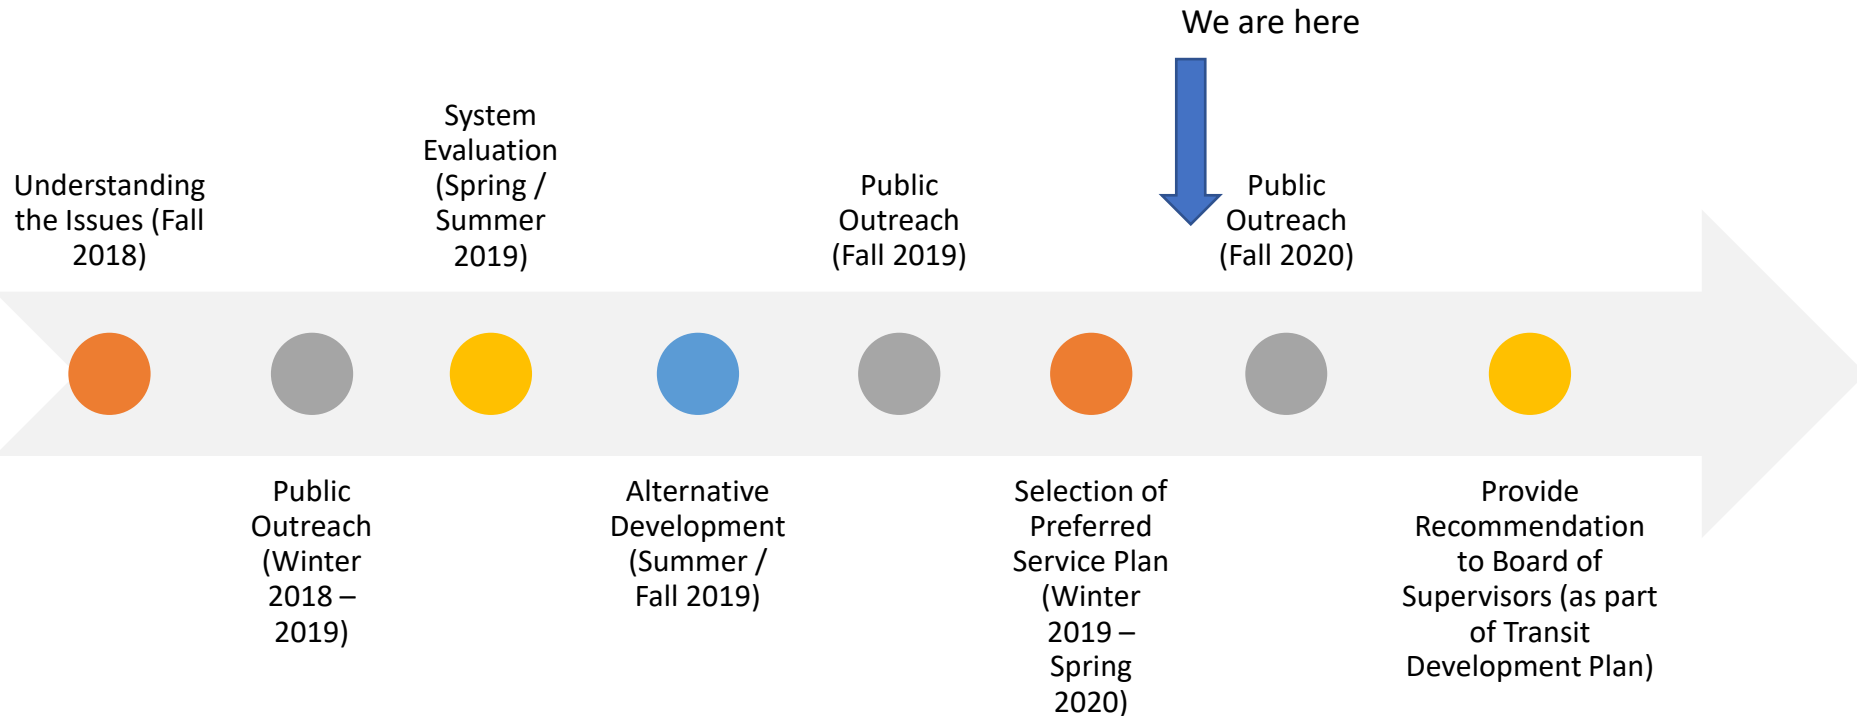 We are here
Understanding
the Issues (Fall
2018)
Public
Outreach
(Winter
2018 –
2019)
System
Evaluation
(Spring /
Summer
2019)
Alternative
Development
(Summer /
Fall 2019)
Public
Outreach
(Fall 2019)
Selection of
Preferred
Service Plan
(Winter
2019 –
Spring
2020)
Public
Outreach
(Fall 2020)
Provide
Recommendation
to Board of
Supervisors (as part
of Transit
Development Plan)